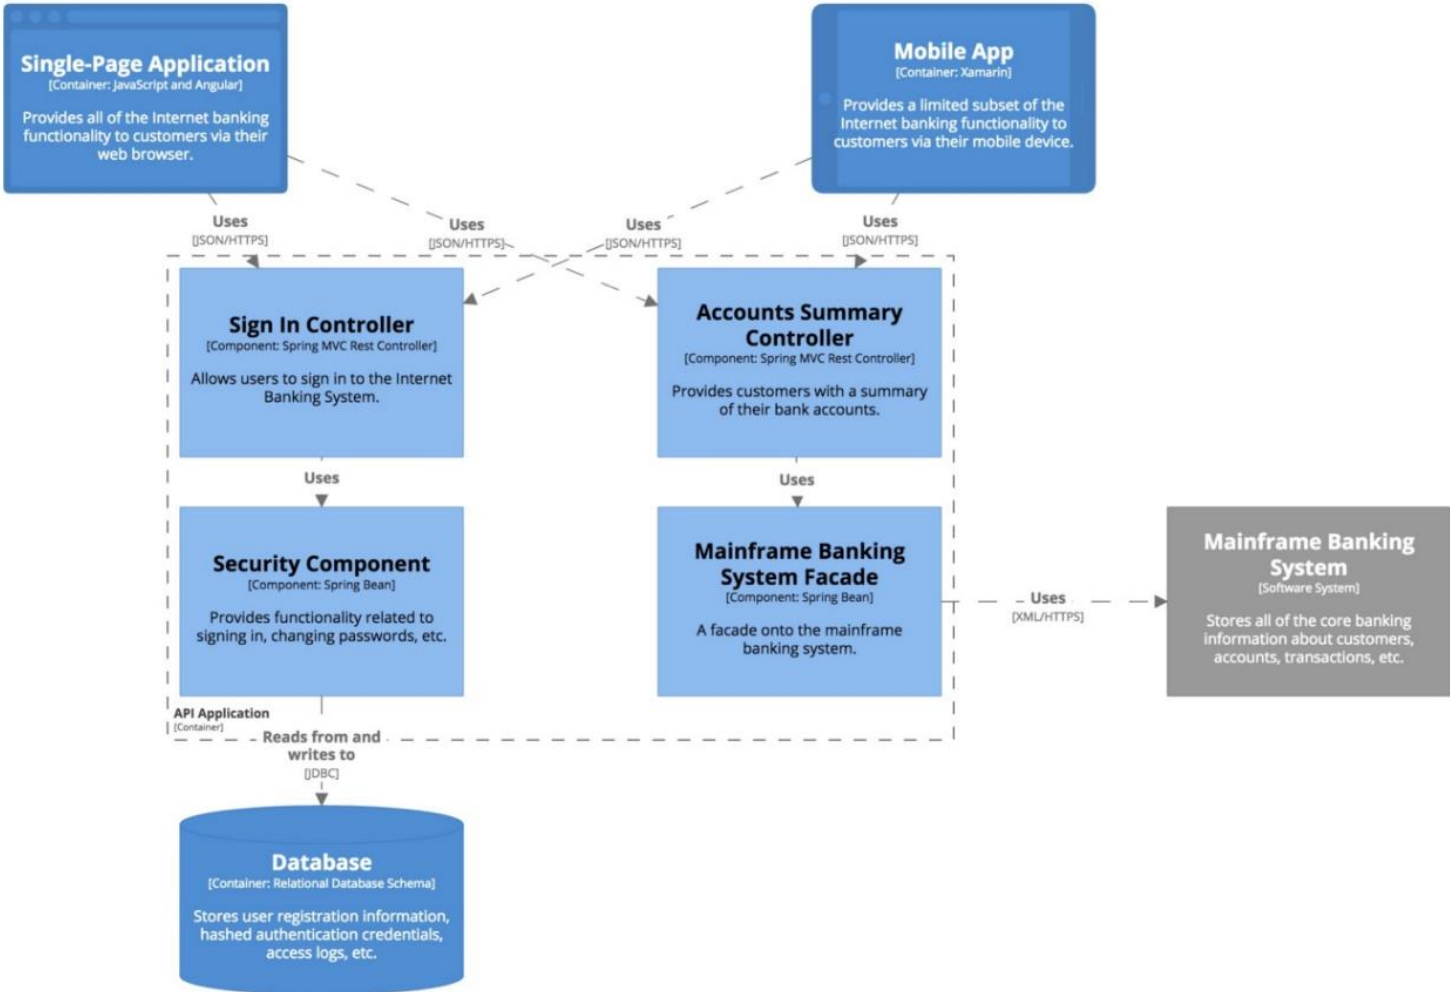 Single-Page Application
[Container: JavaScript and Angular]
Provides all of the Internet banking
functionality to customers via their
web browser.
Mobile App
[Container: Xamarin]
Provides a limited subset of the
Internet banking functionality to
customers via their mobile device.
Uses
[JSON/HTTPS]
Uses
[JSON/HTTPS]
Uses
[JSON/HTTPS]
Uses
[JSON/HTTPS]
Sign In Controller
[Component: Spring MVC Rest Controller]
Allows users to sign in to the Internet
Banking System.
Accounts Summary
Controller
[Component: Spring MVC Rest Controller]
Provides customers with a summary
of their bank accounts.
Uses
Uses
Security Component
[Component: Spring Bean]
Provides functionality related to
signing in, changing passwords, etc.
Mainframe Banking
System Facade
[Component: Spring Bean]
A facade onto the mainframe
banking system.
Uses
[XML/HTTPS]
Mainframe Banking
System
[Software System]
Stores all of the core banking
information about customers,
accounts, transactions, etc.
API Application
[Container]
Reads from and
writes to
[JDBC]
Database
[Container: Relational Database Schema]
Stores user registration information,
hashed authentication credentials,
access logs, etc.